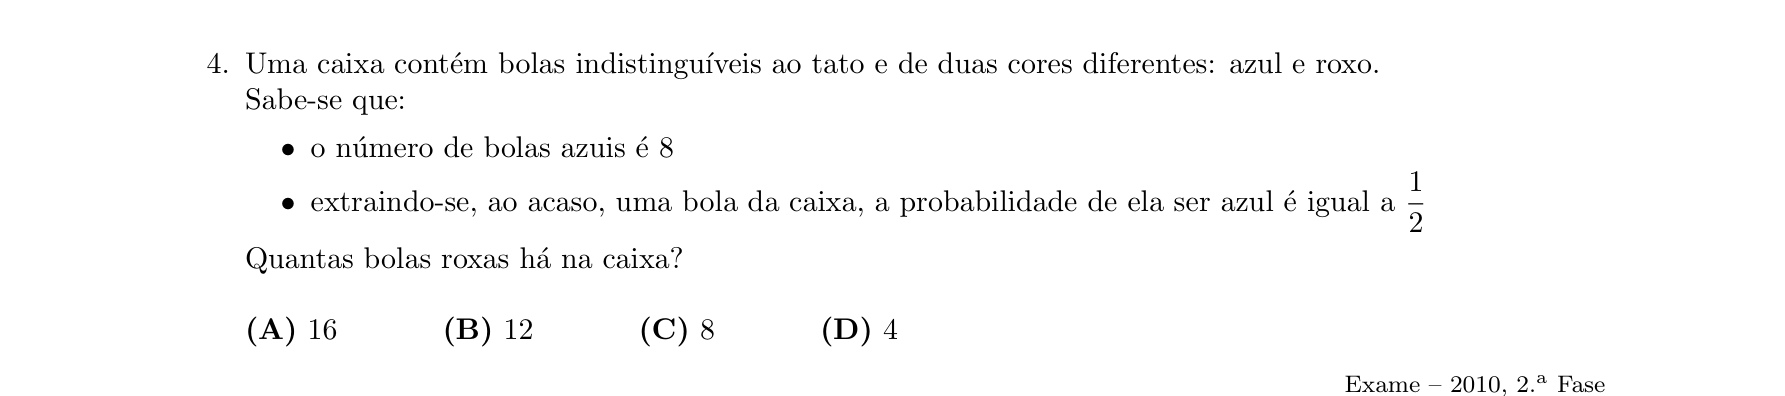 4. Uma caixa contém bolas indistinguíveis ao tato e de duas cores diferentes: azul e roxo.
Sabe-se que:
• o número de bolas azuis é 8
• extraindo-se, ao acaso, uma bola da caixa, a probabilidade de ela ser azul é igual a 1/2
Quantas bolas roxas há na caixa?
(A) 16 (B) 12 (C) 8 (D) 4
Exame – 2010, 2.ª Fase